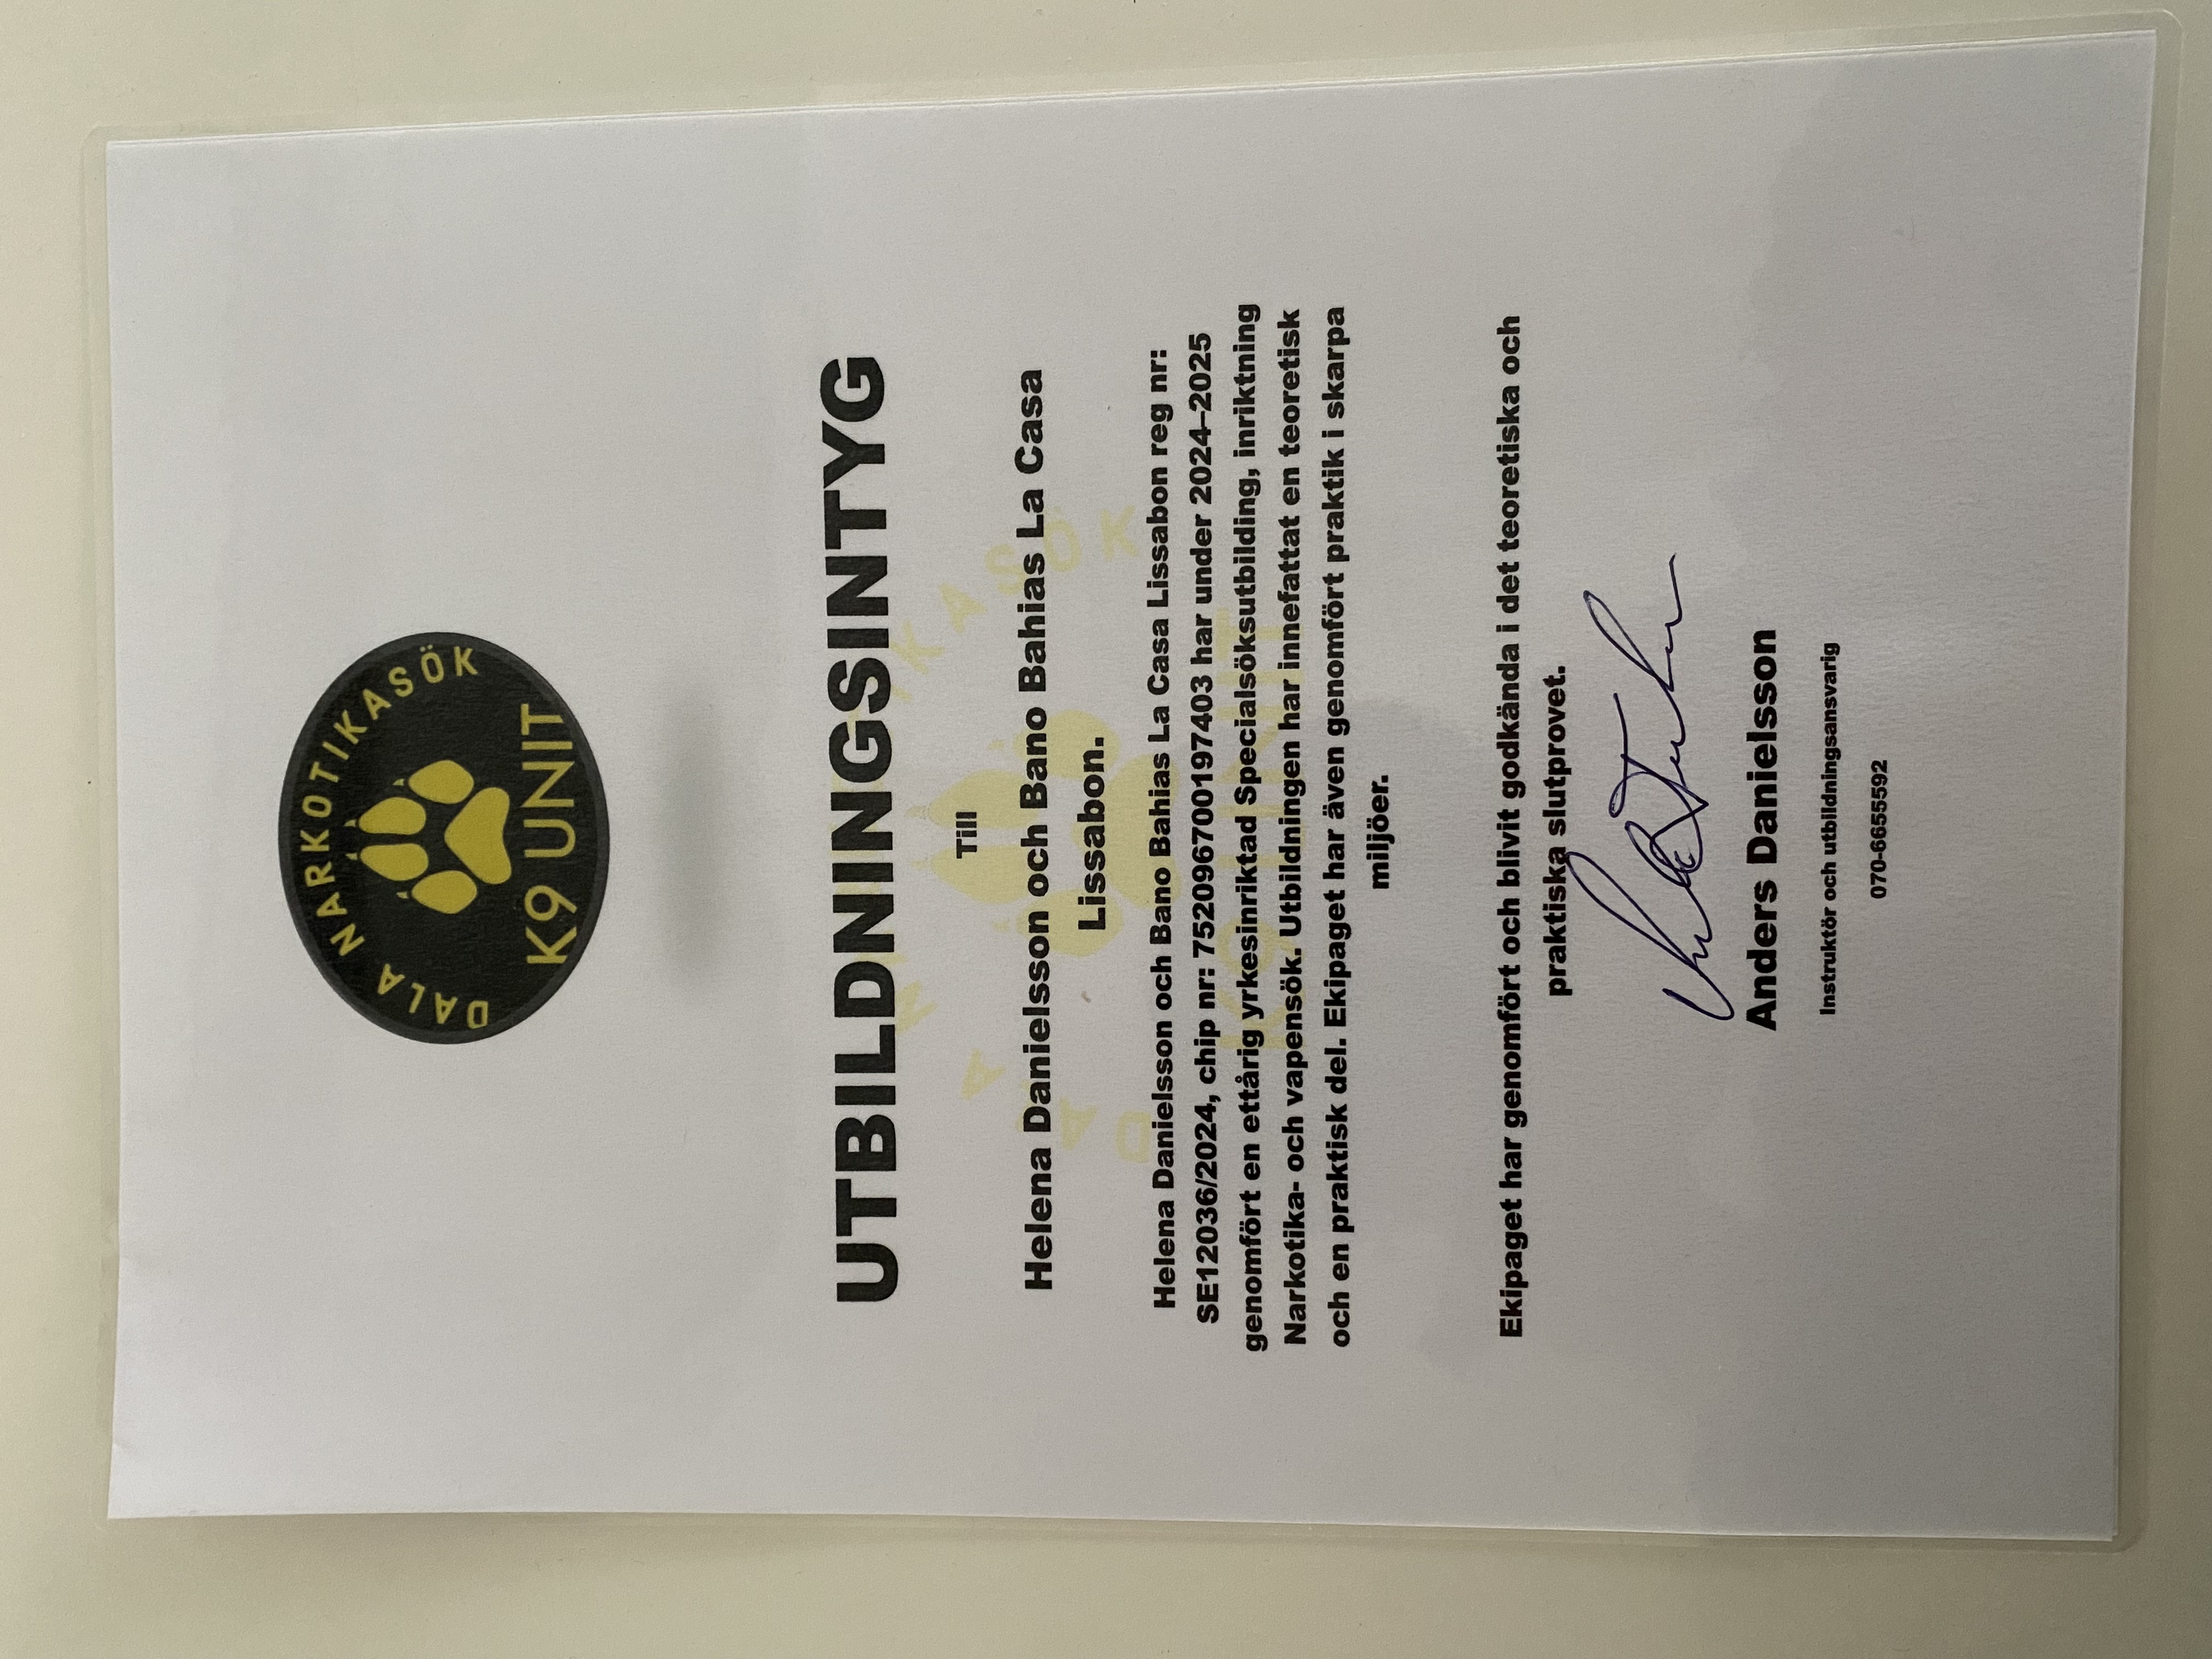 DALA NARKOTIKASÖK
K9 UNIT
UTBILDNINGSINTYG
Till
Helena Danielsson och Bano Bahias La Casa
Lissabon.
Helena Danielsson och Bano Bahias La Casa Lissabon reg nr:
SE12036/2024, chip nr: 752096700197403 har under 2024–2025
genomfört en ettårig yrkesinriktad Specialsöksutbildning, inriktning
Narkotika- och vapensök. Utbildningen har innefattat en teoretisk
och en praktisk del. Ekipaget har även genomfört praktik i skarpa
miljöer.
Ekipaget har genomfört och blivit godkända i det teoretiska och
praktiska slutprovet.
Anders Danielsson
Instruktör och utbildningsansvarig
070-6655592